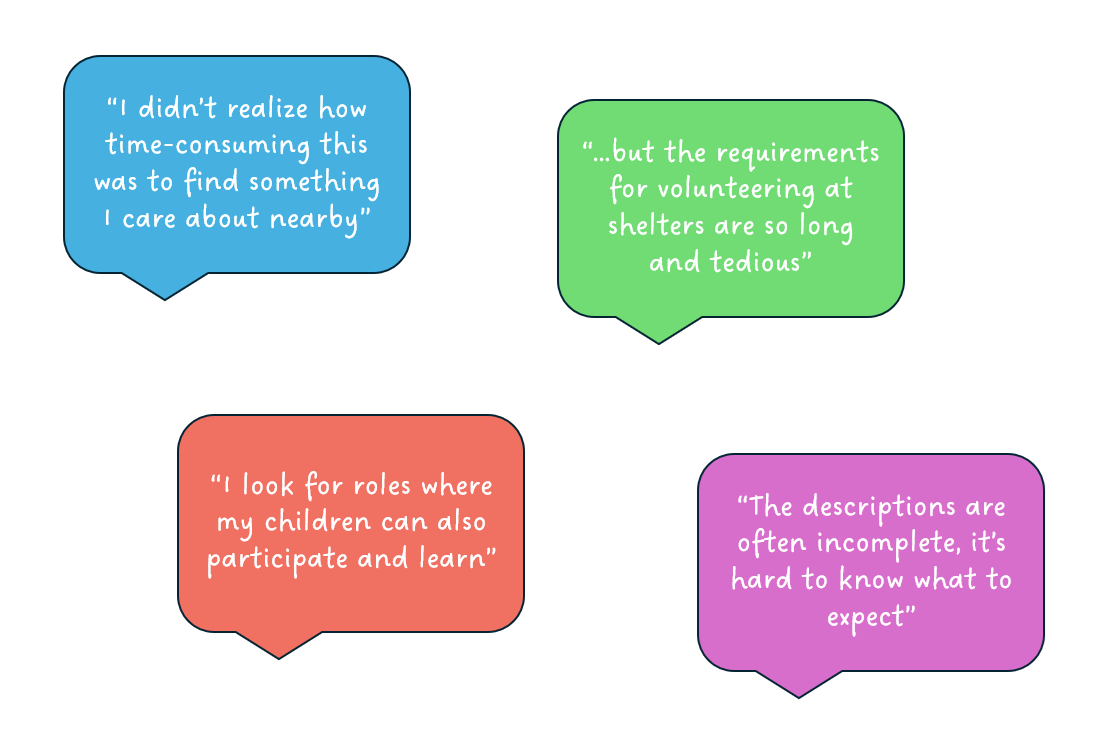 “I didn’t realize how
time-consuming this
was to find something
I care about nearby”
“...but the requirements
for volunteering at
shelters are so long
and tedious”
“I look for roles where
my children can also
participate and learn”
“The descriptions are
often incomplete, it’s
hard to know what to
expect”